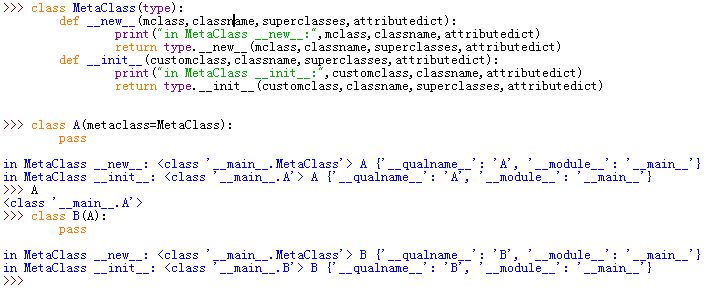 >>> class MetaClass(type):
        def __new__(mclass,classname,superclasses,attributedict):
                print("in MetaClass __new__:",mclass,classname,attributedict)
                return type.__new__(mclass,classname,superclasses,attributedict)
        def __init__(customclass,classname,superclasses,attributedict):
                print("in MetaClass __init__:",customclass,classname,attributedict)
                return type.__init__(customclass,classname,superclasses,attributedict)
>>> class A(metaclass=MetaClass):
        pass
in MetaClass __new__: <class '__main__.MetaClass'> A {'__qualname__': 'A', '__module__': '__main__'}
in MetaClass __init__: <class '__main__.A'> A {'__qualname__': 'A', '__module__': '__main__'}
>>> A
<class '__main__.A'>
>>> class B(A):
        pass
in MetaClass __new__: <class '__main__.MetaClass'> B {'__qualname__': 'B', '__module__': '__main__'}
in MetaClass __init__: <class '__main__.B'> B {'__qualname__': 'B', '__module__': '__main__'}
>>>